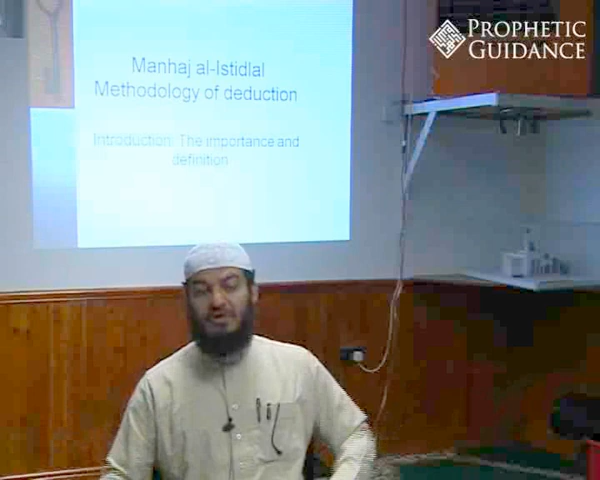 PROPHETIC
GUIDANCE
Manhaj al-Istidlal
Methodology of deduction
Introduction: The importance and
definition